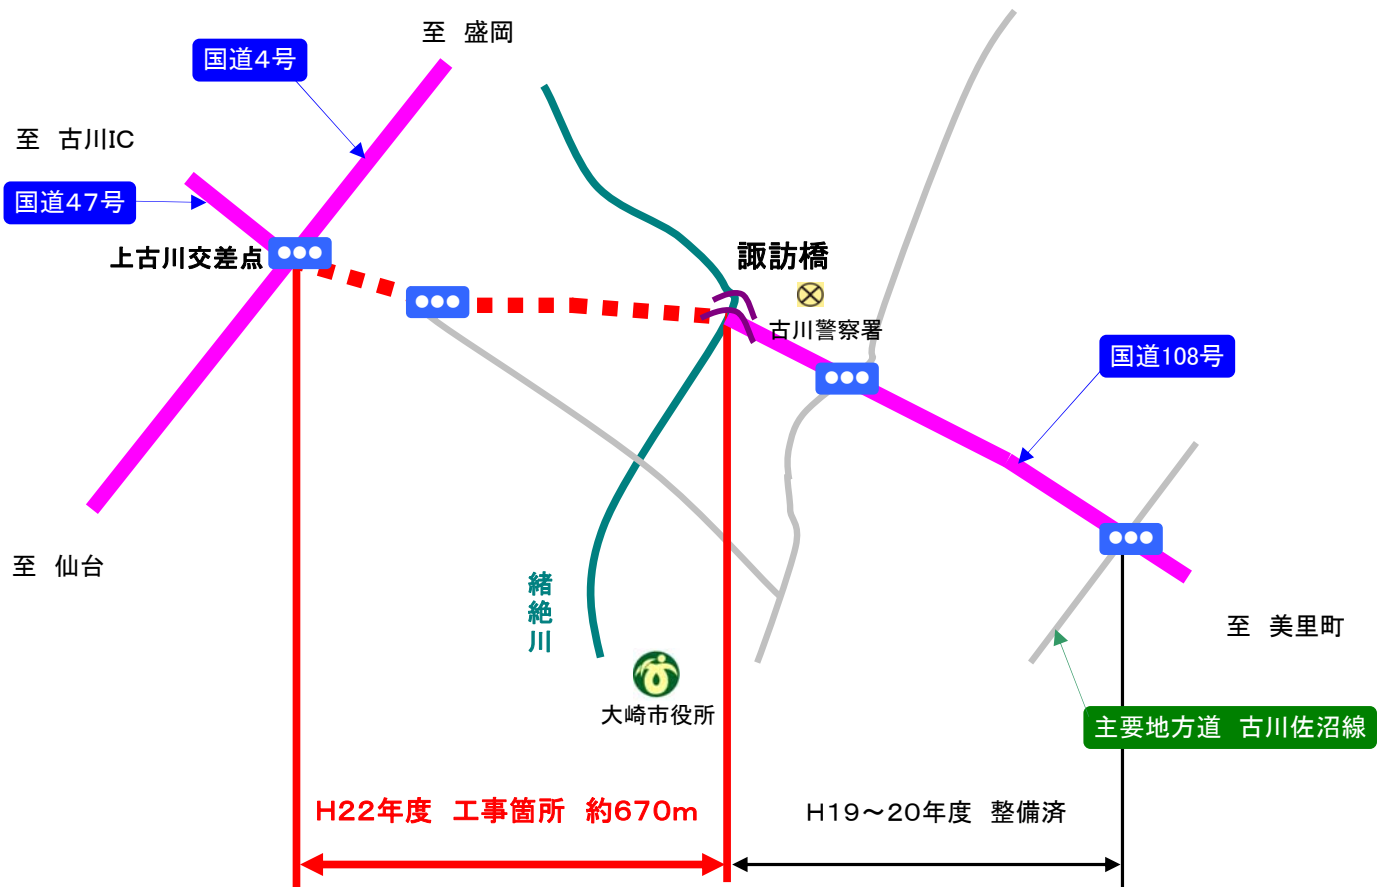 至　盛岡
国道4号
至　古川IC
国道47号
上古川交差点
諏訪橋
古川警察署
国道108号
至　仙台
緒絶川
至　美里町
大崎市役所
主要地方道　古川佐沼線
H22年度　工事箇所　約670m
H19～20年度　整備済